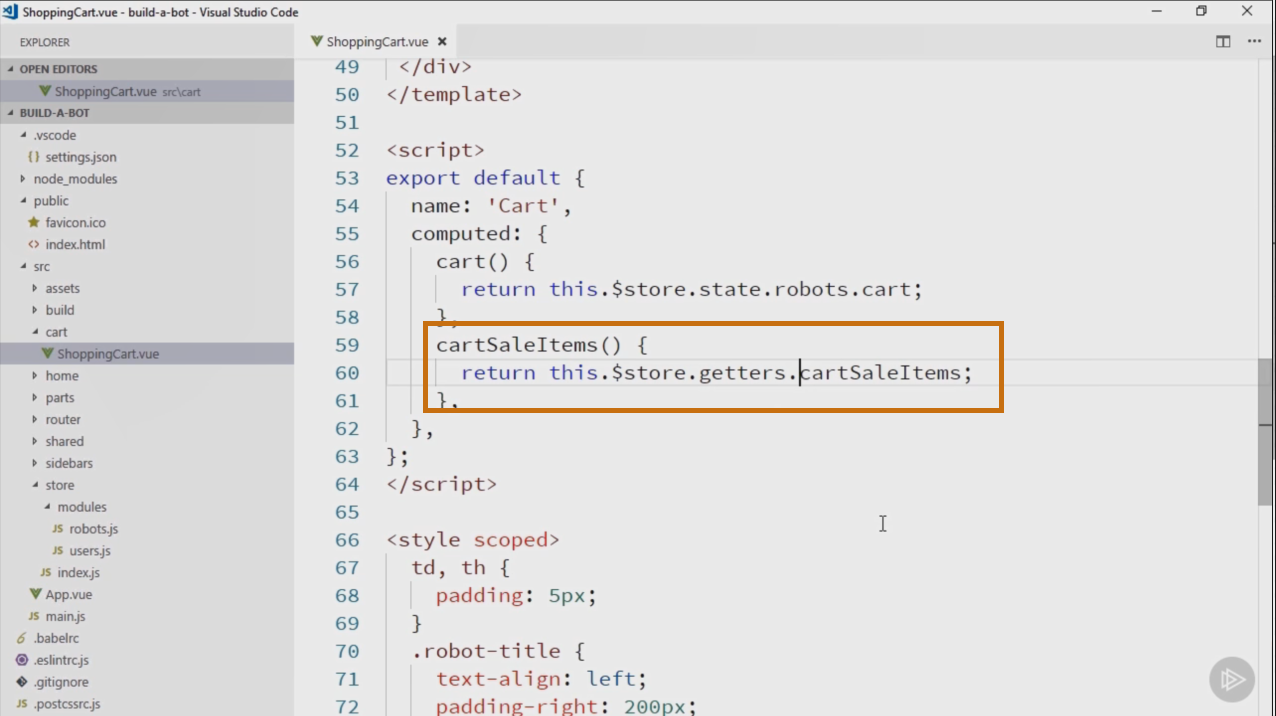 ShoppingCart.vue - build-a-bot - Visual Studio Code
EXPLORER
OPEN EDITORS
ShoppingCart.vue src\cart
BUILD-A-BOT
.vscode
{} settings.json
node_modules
public
favicon.ico
<> index.html
src
assets
build
cart
ShoppingCart.vue
home
parts
router
shared
sidebars
store
modules
JS robots.js
JS users.js
JS index.js
App.vue
JS main.js
.babelrc
.eslintrc.js
.gitignore
JS .postcssrc.js
ShoppingCart.vue
49 </div>
50 </template>
51
52 <script>
53 export default {
54 name: 'Cart',
55 computed: {
56 cart() {
57 return this.$store.state.robots.cart;
58 },
59 cartSaleItems() {
60 return this.$store.getters.cartSaleItems;
61 },
62 },
63 };
64 </script>
65
66 <style scoped>
67 td, th {
68 padding: 5px;
69 }
70 .robot-title {
71 text-align: left;
72 padding-right: 200px;